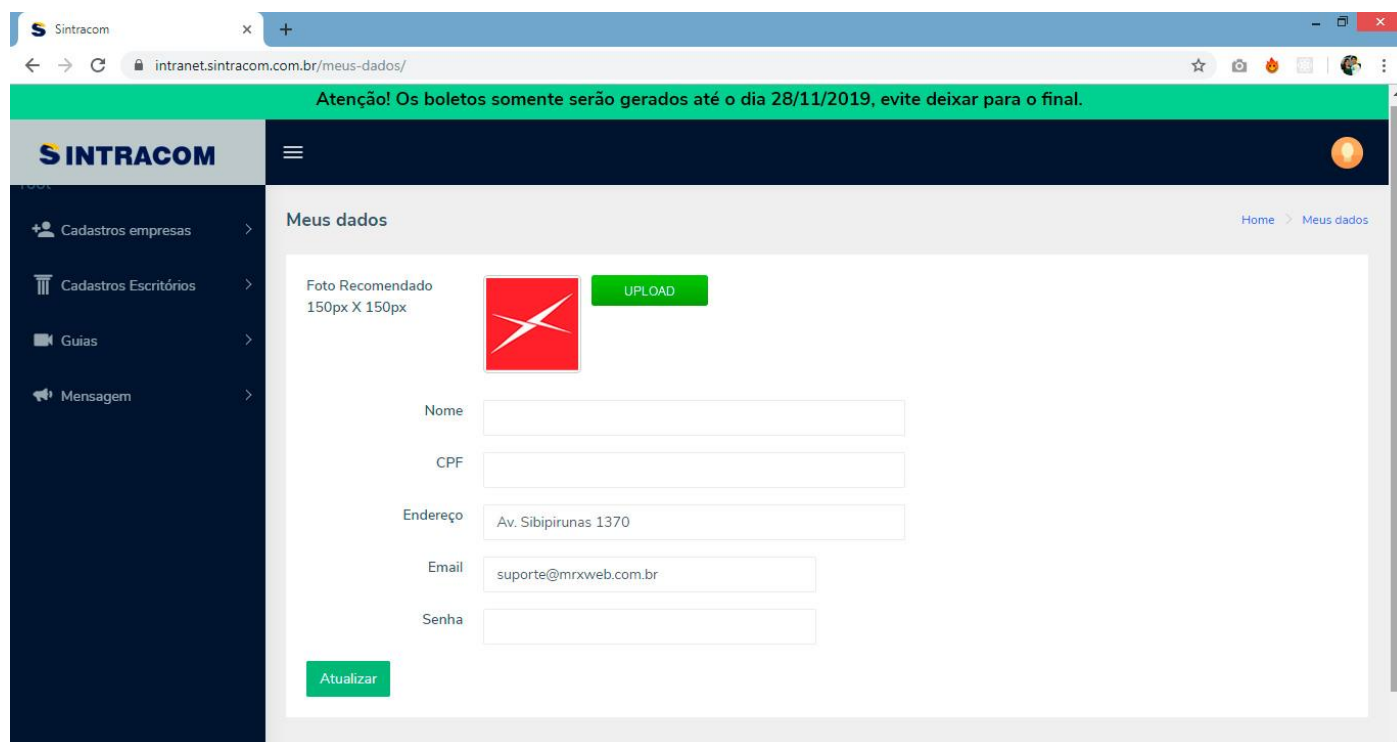 Sintracom
intranet.sintracom.com.br/meus-dados/
Atenção! Os boletos somente serão gerados até o dia 28/11/2019, evite deixar para o final.
SINTRACOM
Meus dados
Home > Meus dados
Cadastros empresas
Cadastros Escritórios
Guias
Mensagem
Foto Recomendado
150px X 150px
UPLOAD
Nome
CPF
Endereço
Av. Sibipirunas 1370
Email
suporte@mrxweb.com.br
Senha
Atualizar